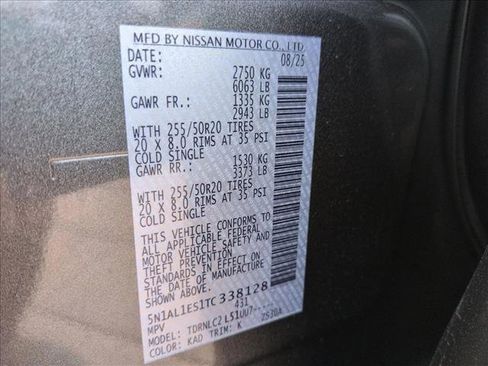 MFD BY NISSAN MOTOR CO., LTD.
DATE: 08/25
GVWR: 2750 KG
6063 LB
GAWR FR.: 1335 KG
2943 LB
WITH 255/50R20 TIRES
20 x 8.0 RIMS AT 35 PSI
COLD SINGLE
GAWR RR.: 1530 KG
3373 LB
WITH 255/50R20 TIRES
20 x 8.0 RIMS AT 35 PSI
COLD SINGLE
THIS VEHICLE CONFORMS TO
ALL APPLICABLE FEDERAL
MOTOR VEHICLE SAFETY AND
THEFT PREVENTION
STANDARDS IN EFFECT ON
THE DATE OF MANUFACTURE
SHOWN ABOVE.
5N1AL1ES1TC338128
431
MPV
MODEL: TDRNLC2 L51UU7-----
COLOR: KAD TRIM: K ZS30A